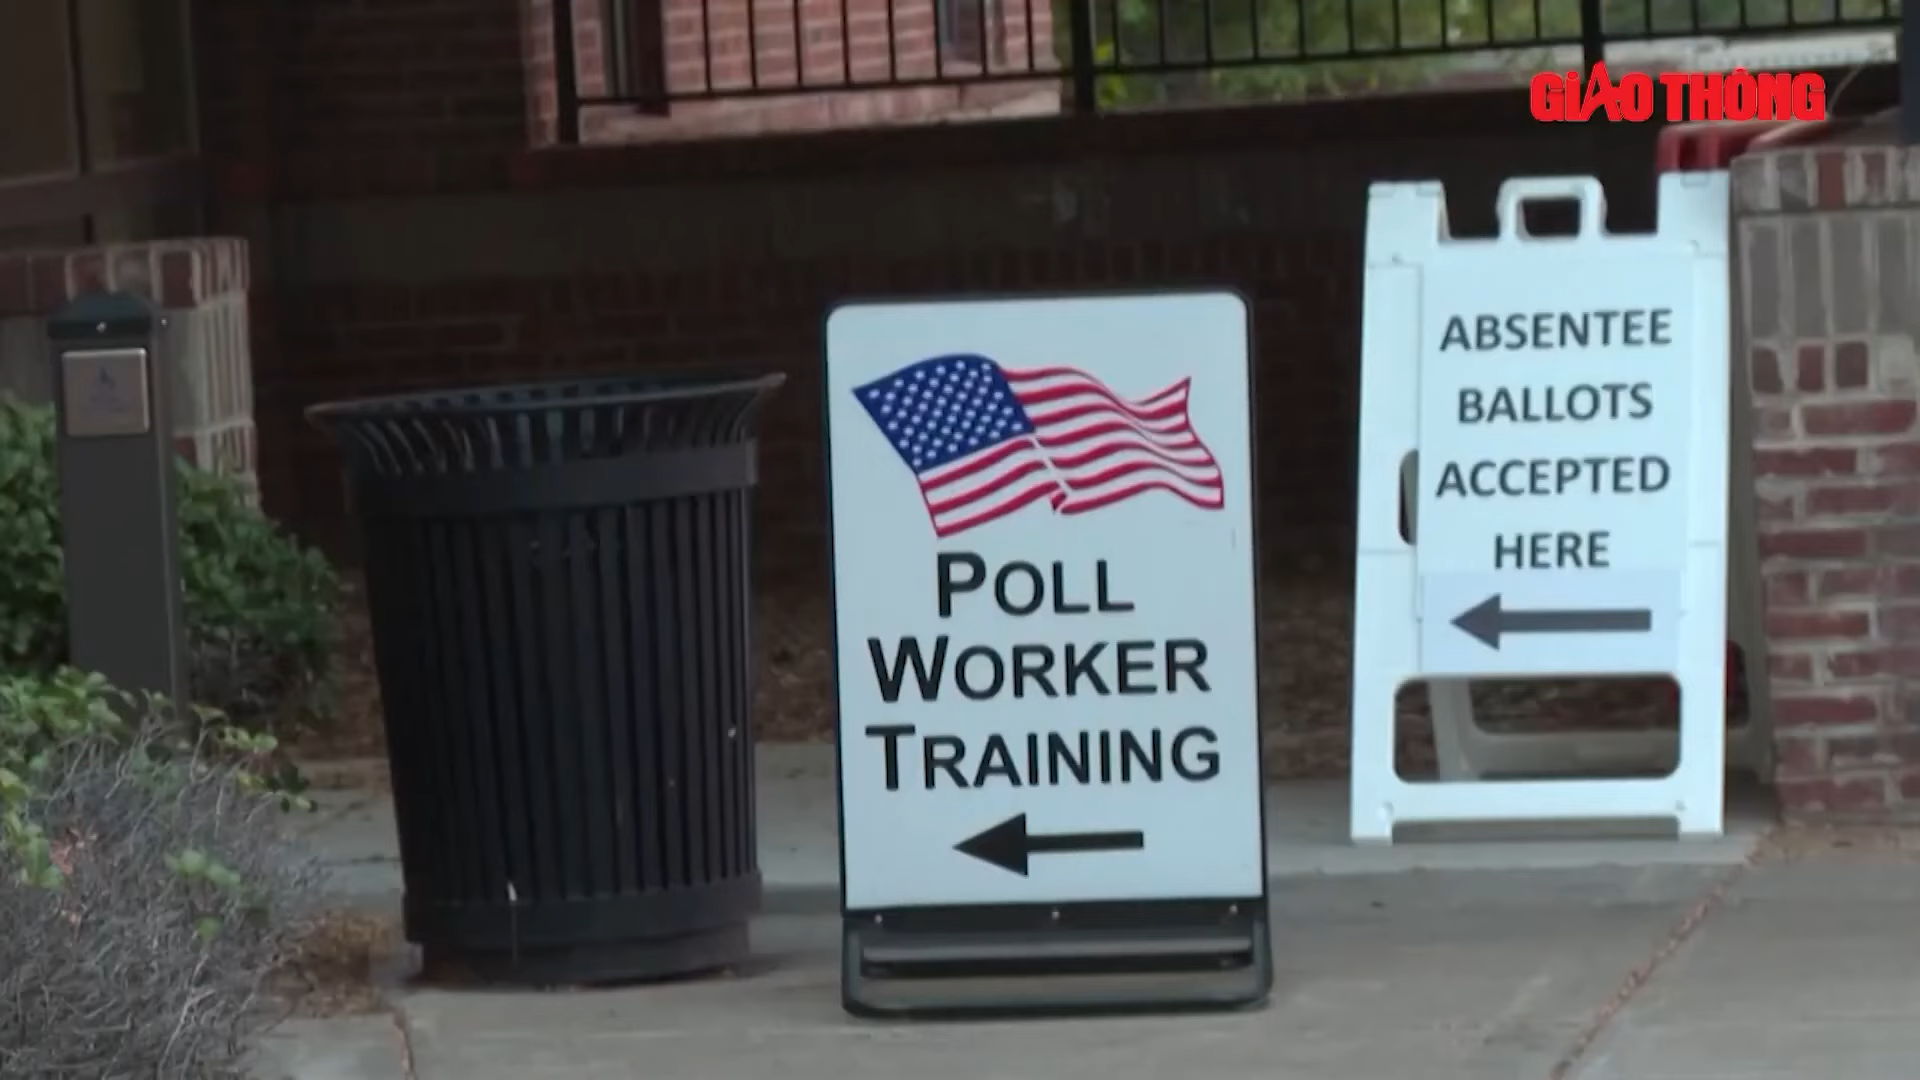 GIAO THÔNG
ABSENTEE
BALLOTS
ACCEPTED
HERE
POLL
WORKER
TRAINING